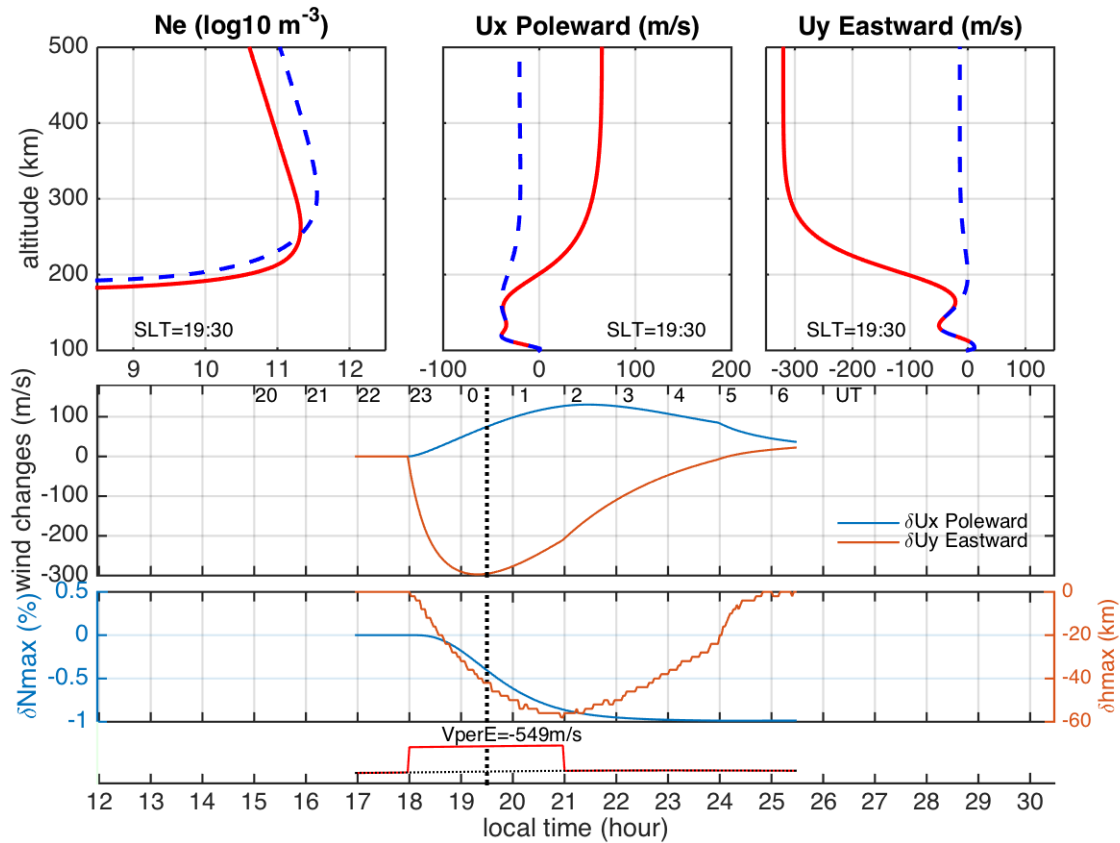 Ne (log10 m⁻³) Ux Poleward (m/s) Uy Eastward (m/s)
altitude (km)
500
400
300
200
100
SLT=19:30 SLT=19:30 SLT=19:30
9 10 11 12 -100 0 100 200 -300 -200 -100 0 100
20 21 22 23 0 1 2 3 4 5 6 UT
wind changes (m/s)
100
0
-100
-200
-300
δUx Poleward
δUy Eastward
δNmax (%)
0.5
0
-0.5
-1
0
-20
-40
-60
δhmax (km)
VperE=-549m/s
12 13 14 15 16 17 18 19 20 21 22 23 24 25 26 27 28 29 30
local time (hour)